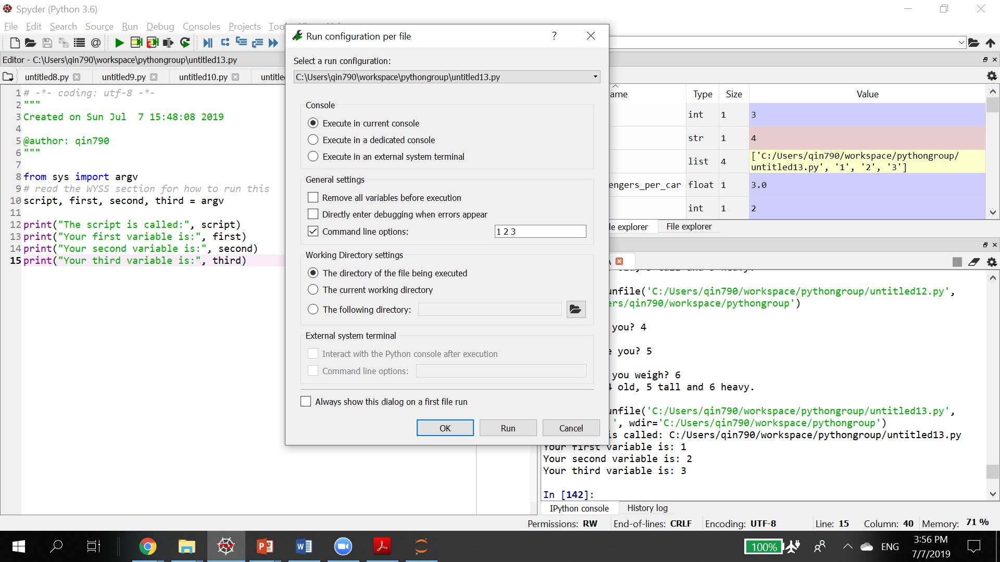 Spyder (Python 3.6)
File Edit Search Source Run Debug Consoles Projects
Editor - C:\Users\qin790\workspace\pythongroup\untitled13.py
untitled8.py untitled9.py untitled10.py
1 # -*- coding: utf-8 -*-
2 """
3 Created on Sun Jul  7 15:48:08 2019
4
5 @author: qin790
6 """
7
8 from sys import argv
9 # read the WYSS section for how to run this
10 script, first, second, third = argv
11
12 print("The script is called:", script)
13 print("Your first variable is:", first)
14 print("Your second variable is:", second)
15 print("Your third variable is:", third)
Run configuration per file ?
Select a run configuration:
C:\Users\qin790\workspace\pythongroup\untitled13.py
Console
Execute in current console
Execute in a dedicated console
Execute in an external system terminal
General settings
Remove all variables before execution
Directly enter debugging when errors appear
Command line options: 1 2 3
Working Directory settings
The directory of the file being executed
The current working directory
The following directory:
External system terminal
Interact with the Python console after execution
Command line options:
Always show this dialog on a first file run
OK Run Cancel
ame Type Size Value
int 1 3
str 1 4
list 4 ['C:/Users/qin790/workspace/pythongroup/
untitled13.py', '1', '2', '3']
engers_per_car float 1 3.0
int 1 2
le explorer File explorer
unfile('C:/Users/qin790/workspace/pythongroup/untitled12.py',
ers/qin790/workspace/pythongroup')
you? 4
e you? 5
you weigh? 6
4 old, 5 tall and 6 heavy.
unfile('C:/Users/qin790/workspace/pythongroup/untitled13.py',
', wdir='C:/Users/qin790/workspace/pythongroup')
is called: C:/Users/qin790/workspace/pythongroup/untitled13.py
Your first variable is: 1
Your second variable is: 2
Your third variable is: 3
In [142]:
IPython console History log
Permissions: RW End-of-lines: CRLF Encoding: UTF-8 Line: 15 Column: 40 Memory: 71 %
100% ENG
3:56 PM
7/7/2019